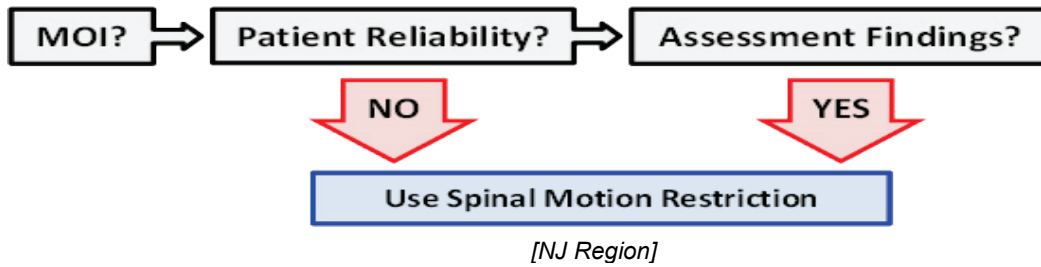 MOI? Patient Reliability? Assessment Findings?
NO YES
Use Spinal Motion Restriction
[NJ Region]